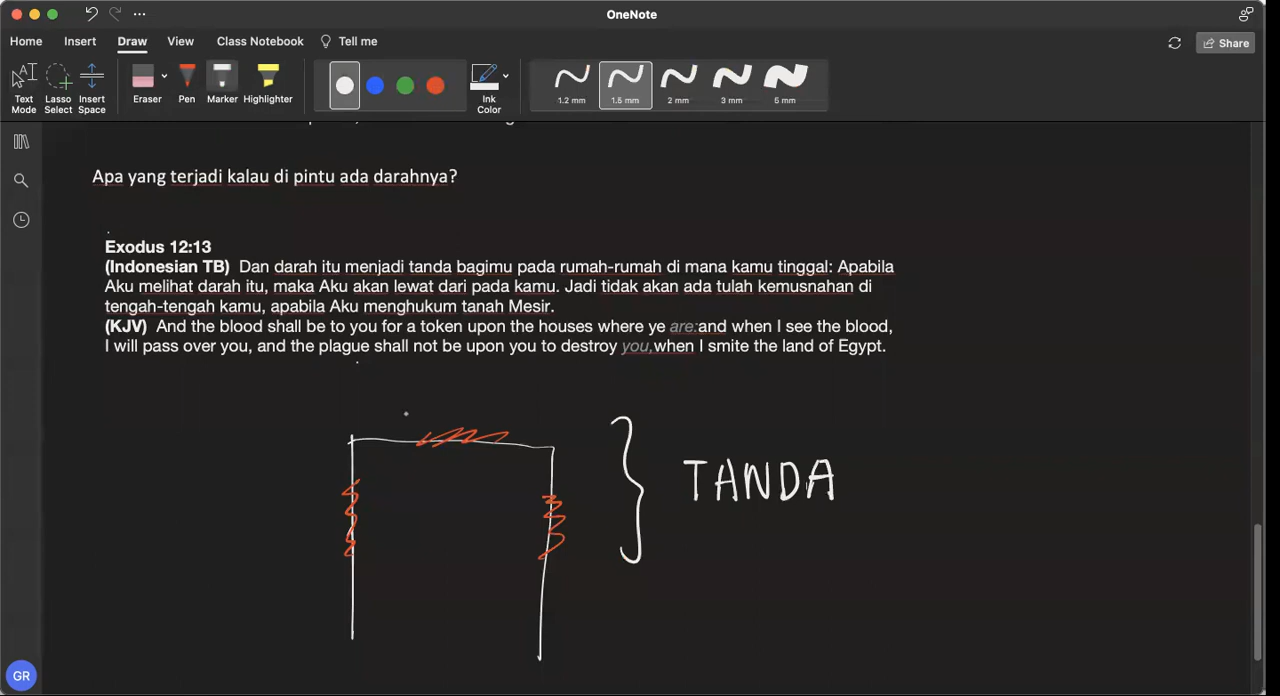 OneNote
Home Insert Draw View Class Notebook Tell me
Share
Text Mode
Lasso Select
Insert Space
Eraser
Pen
Marker
Highlighter
Ink Color
1.2 mm
1.5 mm
2 mm
3 mm
5 mm
Apa yang terjadi kalau di pintu ada darahnya?
Exodus 12:13
(Indonesian TB) Dan darah itu menjadi tanda bagimu pada rumah-rumah di mana kamu tinggal: Apabila
Aku melihat darah itu, maka Aku akan lewat dari pada kamu. Jadi tidak akan ada tulah kemusnahan di
tengah-tengah kamu, apabila Aku menghukum tanah Mesir.
(KJV) And the blood shall be to you for a token upon the houses where ye are:and when I see the blood,
I will pass over you, and the plague shall not be upon you to destroy you,when I smite the land of Egypt.
TANDA
GR